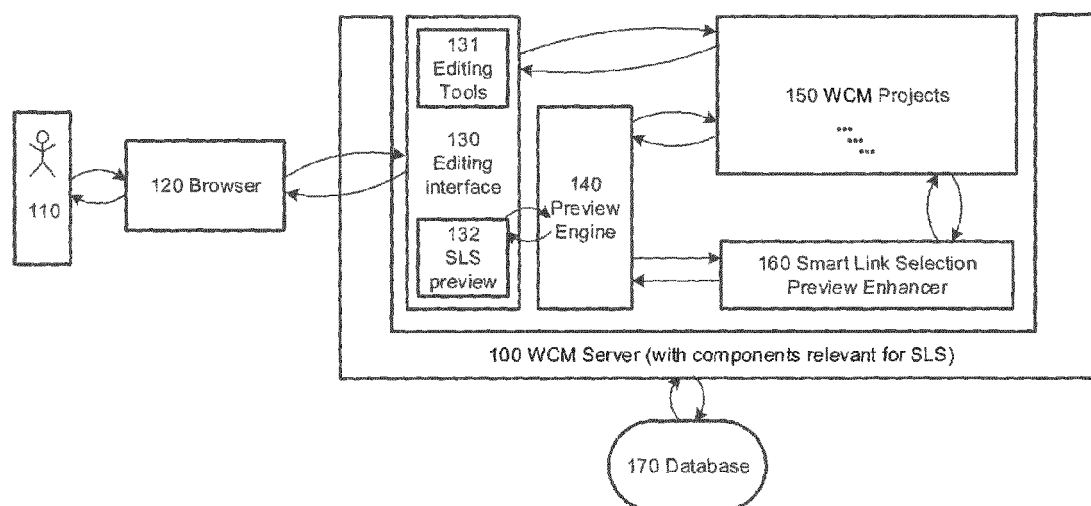 131
Editing
Tools
130
Editing
interface
132
SLS
preview
110
120 Browser
140
Preview
Engine
150 WCM Projects
160 Smart Link Selection
Preview Enhancer
100 WCM Server (with components relevant for SLS)
170 Database